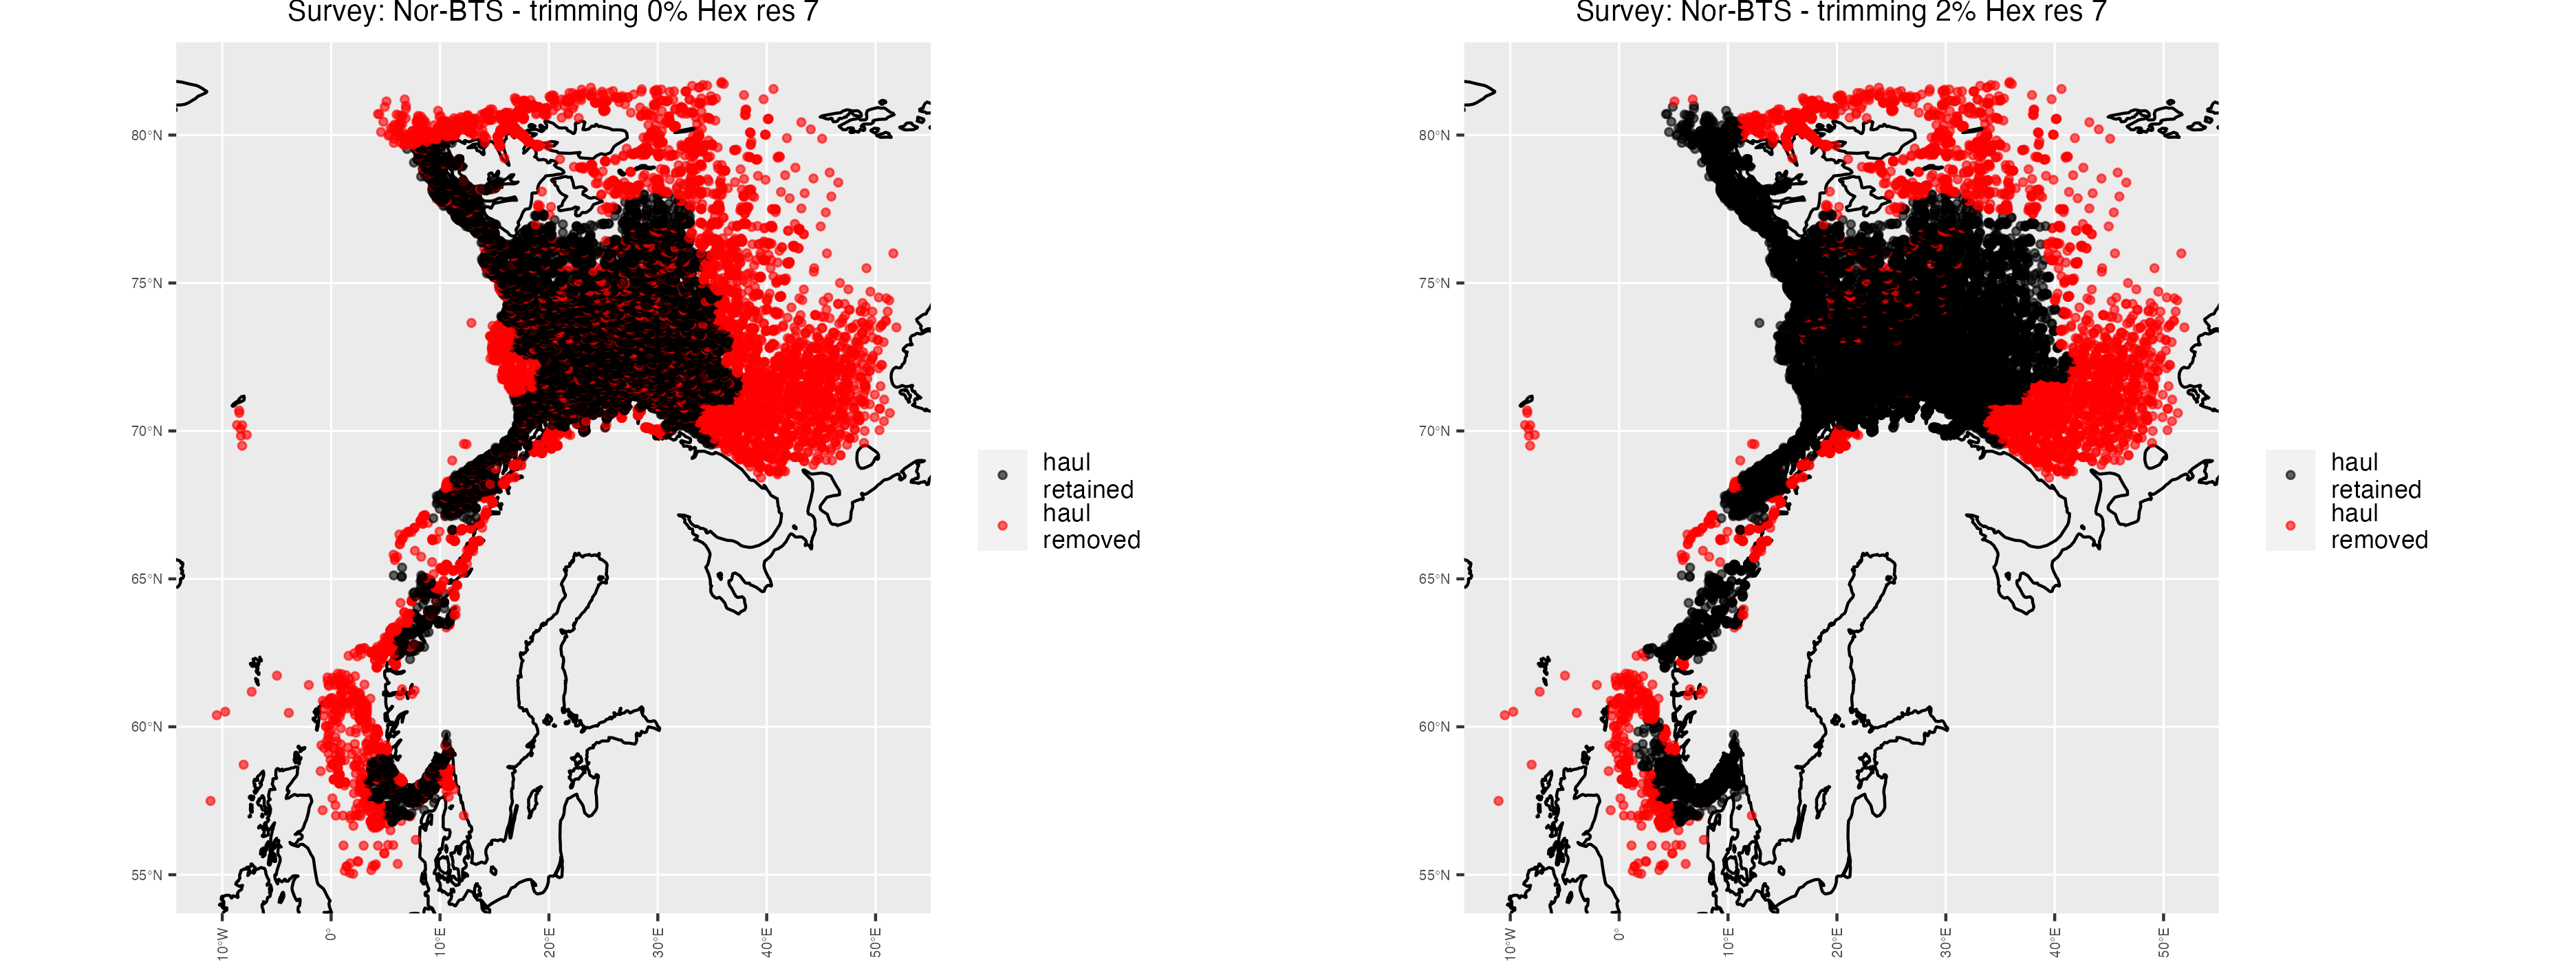 Survey: Nor-BTS - trimming 0% Hex res 7
80°N
75°N
70°N
65°N
60°N
55°N
10°W
0°
10°E
20°E
30°E
40°E
50°E
haul
retained
haul
removed
Survey: Nor-BTS - trimming 2% Hex res 7
80°N
75°N
70°N
65°N
60°N
55°N
10°W
0°
10°E
20°E
30°E
40°E
50°E
haul
retained
haul
removed